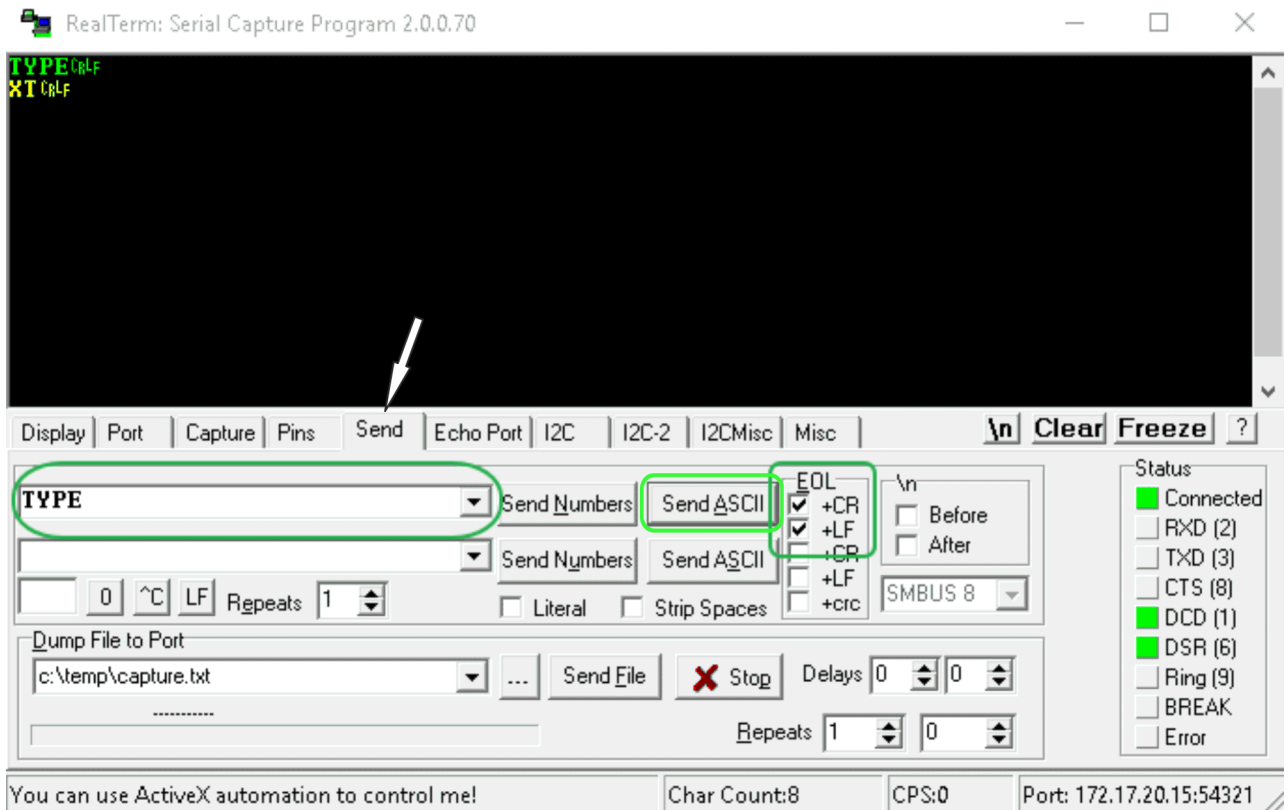 RealTerm: Serial Capture Program 2.0.0.70
TYPECRLF
XTCRLF
Display Port Capture Pins Send Echo Port I2C I2C-2 I2CMisc Misc \n Clear Freeze ?
TYPE Send Numbers Send ASCII
Send Numbers Send ASCII
0 ^C LF Repeats 1 Literal Strip Spaces
EOL
+CR
+LF
+CR
+LF
+crc
\n
Before
After
SMBUS 8
Dump File to Port
c:\temp\capture.txt ... Send File Stop Delays 0 0
-----------
Repeats 1 0
Status
Connected
RXD (2)
TXD (3)
CTS (8)
DCD (1)
DSR (6)
Ring (9)
BREAK
Error
You can use ActiveX automation to control me! Char Count:8 CPS:0 Port: 172.17.20.15:54321